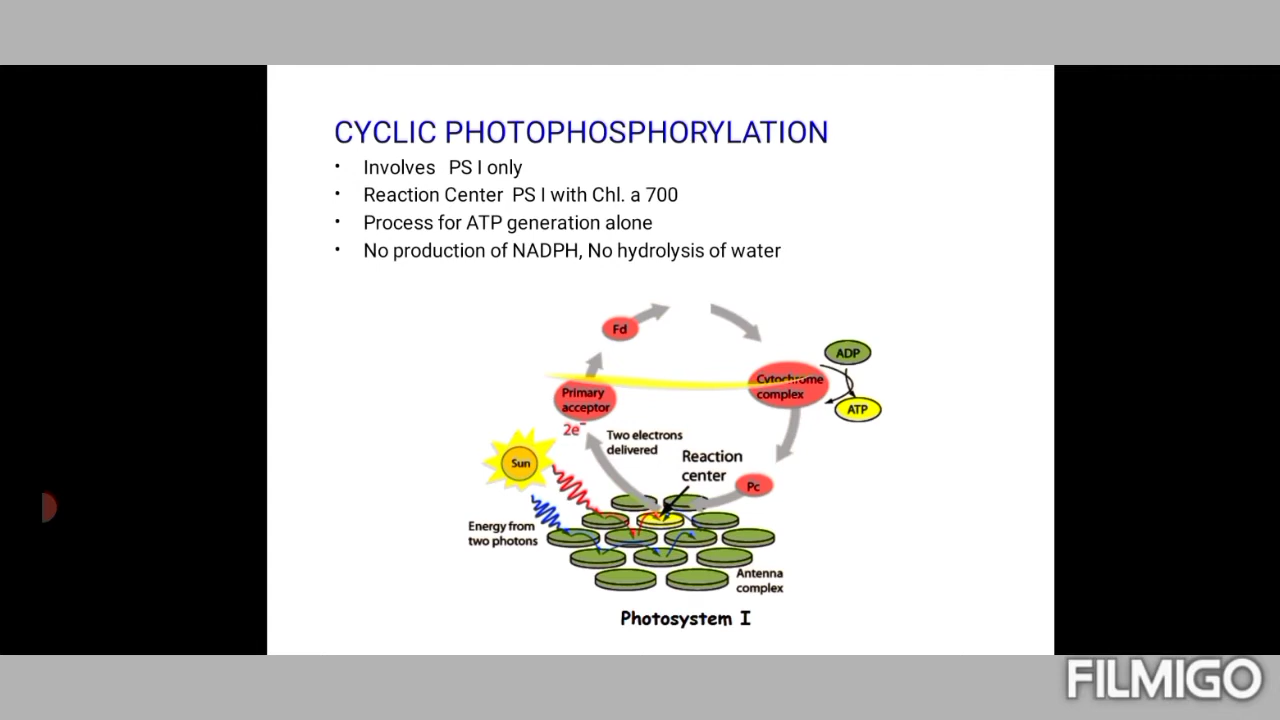 CYCLIC PHOTOPHOSPHORYLATION
• Involves PS I only
• Reaction Center PS I with Chl. a 700
• Process for ATP generation alone
• No production of NADPH, No hydrolysis of water
Fd
ADP
Cytochrome
complex
ATP
Primary
acceptor
2e⁻
Two electrons
delivered
Reaction
center
Sun
Pc
Energy from
two photons
Antenna
complex
Photosystem I
FILMIGO